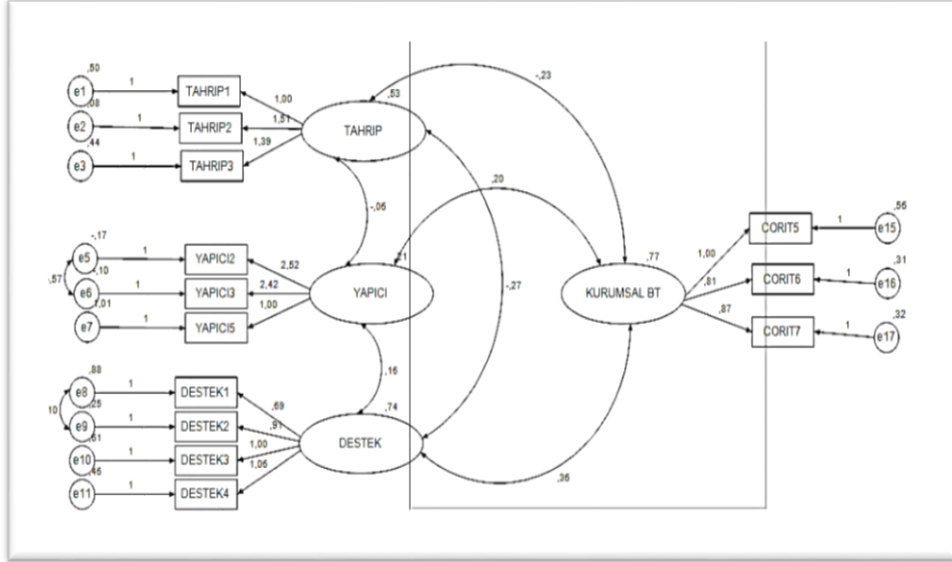 ,50
e1
1
TAHRIP1
1,00
,08
e2
1
TAHRIP2
1,51
,44
e3
1
TAHRIP3
1,39
,53
TAHRIP
-,23
-,05
,20
-,27
-,17
e5
1
YAPICI2
2,52
-,10
e6
,57
1
YAPICI3
2,42
e7
1
YAPICI5
1,00
,21
YAPICI
,16
,77
KURUMSAL BT
1,00
CORIT5
1
,56
e15
,81
CORIT6
1
,31
e16
,87
CORIT7
1
,32
e17
,88
e8
1
DESTEK1
,69
,25
e9
10
1
DESTEK2
,91
,61
e10
1
DESTEK3
1,00
e11
1
DESTEK4
,74
DESTEK
,36